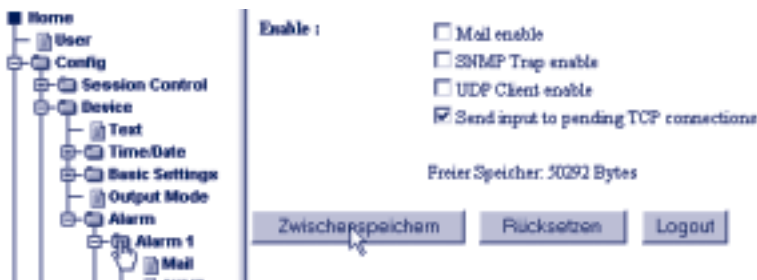 Home
User
Config
Session Control
Device
Text
Time/Date
Basic Settings
Output Mode
Alarm
Alarm 1
Mail
Enable :
Mail enable
SNMP Trap enable
UDP Client enable
Send input to pending TCP connections
Freier Speicher: 50292 Bytes
Zwischenspeichern
Rücksetzen
Logout